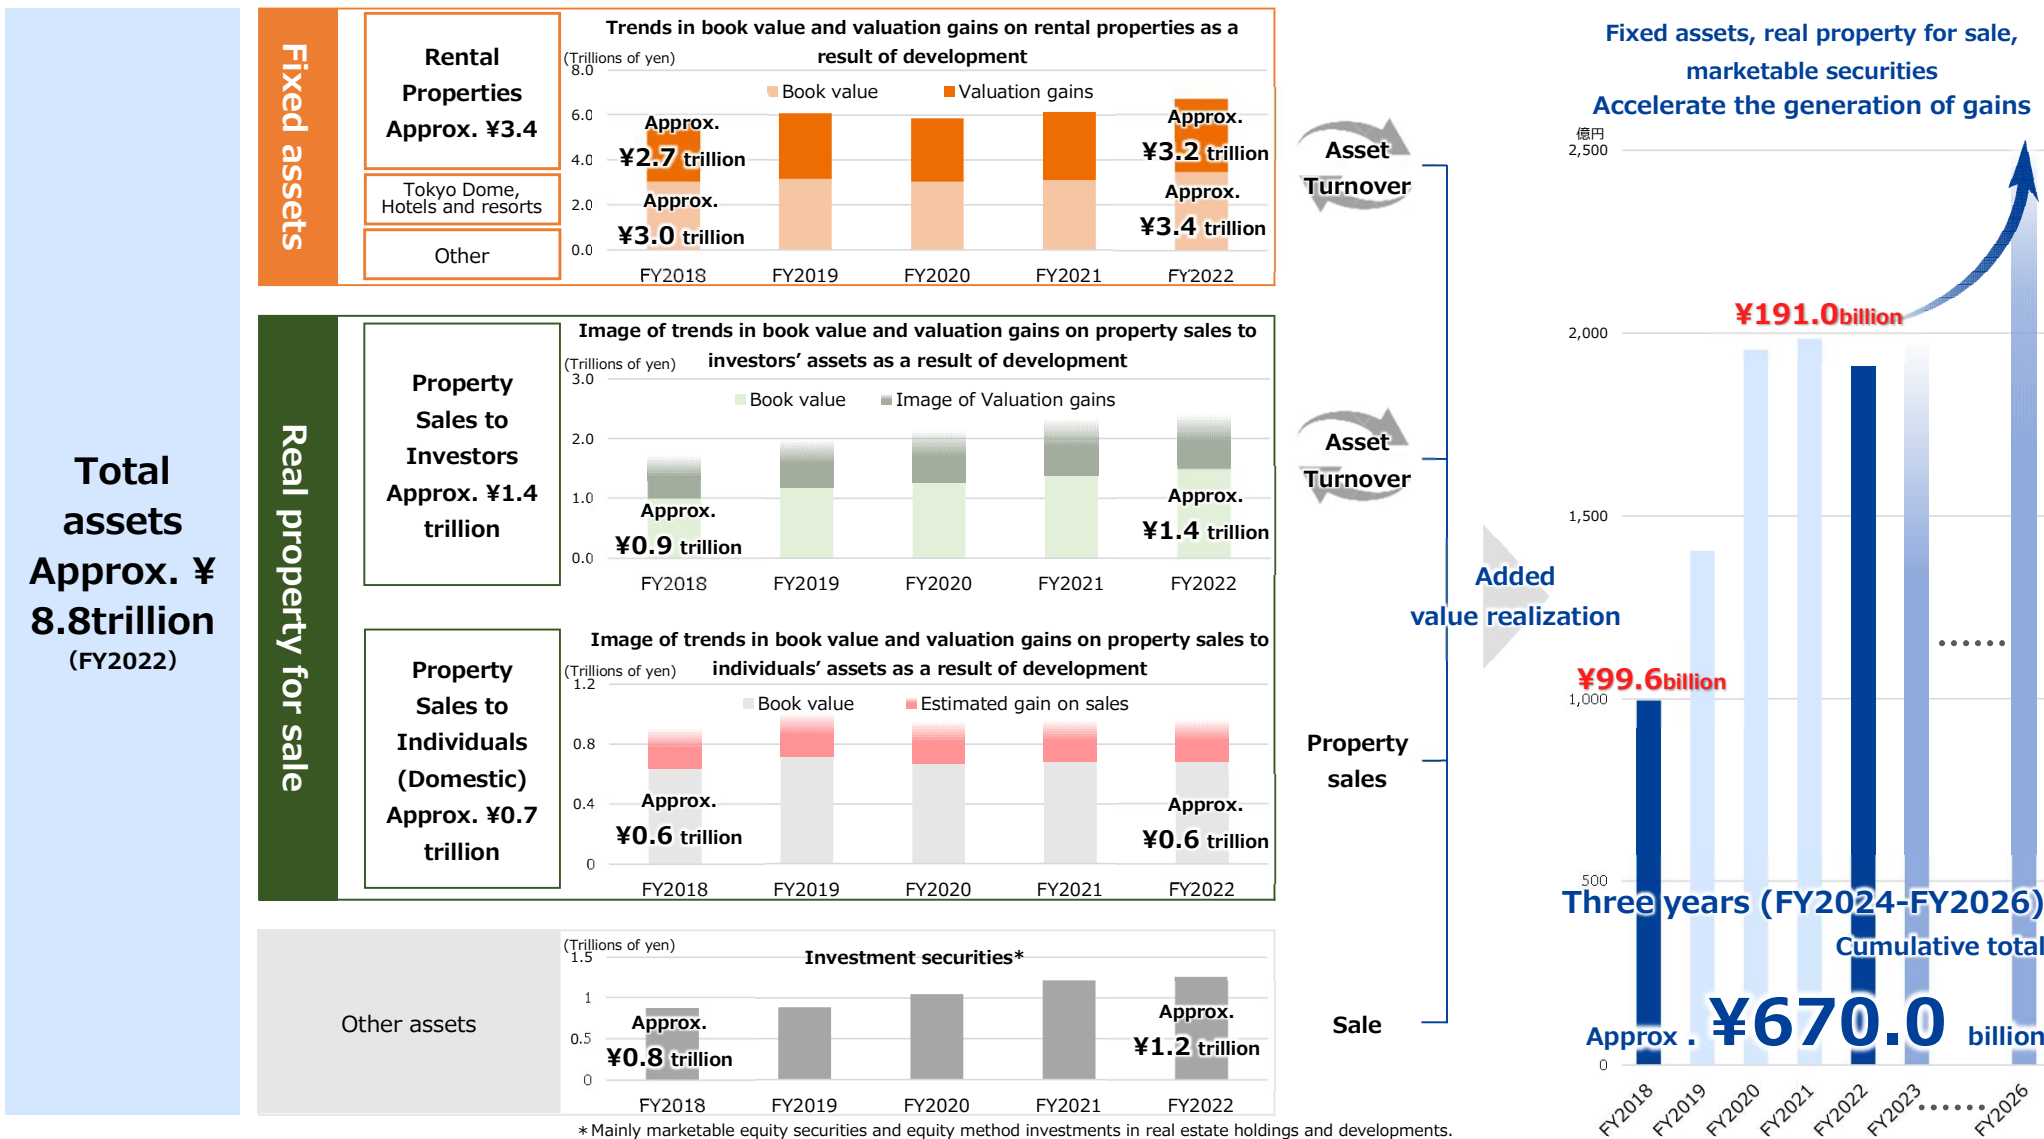 Total
assets
Approx. ¥
8.8trillion
(FY2022)
Fixed assets
Rental
Properties
Approx. ¥3.4
Tokyo Dome,
Hotels and resorts
Other
Trends in book value and valuation gains on rental properties as a
result of development
(Trillions of yen)
Book value
Valuation gains
8.0
6.0
4.0
2.0
0.0
Approx.
¥2.7 trillion
Approx.
¥3.0 trillion
Approx.
¥3.2 trillion
Approx.
¥3.4 trillion
FY2018 FY2019 FY2020 FY2021 FY2022
Real property for sale
Property
Sales to
Investors
Approx. ¥1.4
trillion
Image of trends in book value and valuation gains on property sales to
investors’ assets as a result of development
(Trillions of yen)
Book value
Image of Valuation gains
3.0
2.0
1.0
0.0
Approx.
¥0.9 trillion
Approx.
¥1.4 trillion
FY2018 FY2019 FY2020 FY2021 FY2022
Property
Sales to
Individuals
(Domestic)
Approx. ¥0.7
trillion
Image of trends in book value and valuation gains on property sales to
individuals’ assets as a result of development
(Trillions of yen)
Book value
Estimated gain on sales
1.2
0.8
0.4
0
Approx.
¥0.6 trillion
Approx.
¥0.6 trillion
FY2018 FY2019 FY2020 FY2021 FY2022
Other assets
(Trillions of yen)
Investment securities*
1.5
1
0.5
0
Approx.
¥0.8 trillion
Approx.
¥1.2 trillion
FY2018 FY2019 FY2020 FY2021 FY2022
* Mainly marketable equity securities and equity method investments in real estate holdings and developments.
Asset
Turnover
Asset
Turnover
Property
sales
Sale
Added
value realization
Fixed assets, real property for sale,
marketable securities
Accelerate the generation of gains
億円
2,500
2,000
1,500
1,000
500
0
¥191.0billion
¥99.6billion
......
Three years (FY2024-FY2026)
Cumulative total
Approx . ¥670.0 billion
FY2018 FY2019 FY2020 FY2021 FY2022 FY2023 ...... FY2026